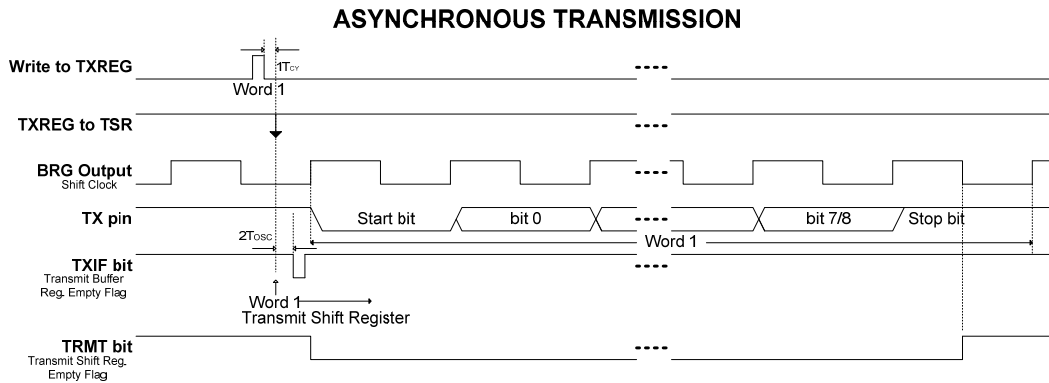 ASYNCHRONOUS TRANSMISSION
Write to TXREG
1TCY
Word 1
TXREG to TSR
BRG Output
Shift Clock
TX pin
Start bit
bit 0
bit 7/8
Stop bit
2TOSC
Word 1
TXIF bit
Transmit Buffer
Reg. Empty Flag
Word 1
Transmit Shift Register
TRMT bit
Transmit Shift Reg.
Empty Flag